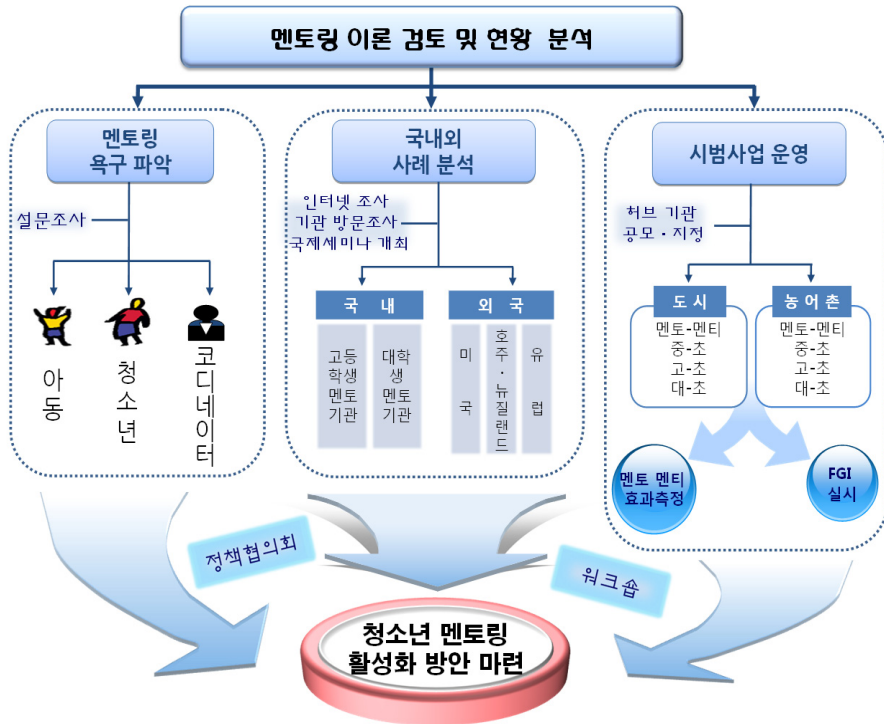 멘토링 이론 검토 및 현황 분석
멘토링
욕구 파악
설문조사
아동
청소년
코디네이터
국내외
사례 분석
인터넷 조사
기관 방문조사
국제세미나 개최
국 내
고등
학생
멘토
기관
대학
생
멘토
기관
외 국
미
국
호주·뉴질랜드
유
럽
시범사업 운영
허브 기관
공모·지정
도 시
멘토-멘티
중-초
고-초
대-초
농 어 촌
멘토-멘티
중-초
고-초
대-초
멘토 멘티
효과측정
FGI
실시
정책협의회
워크숍
청소년 멘토링
활성화 방안 마련